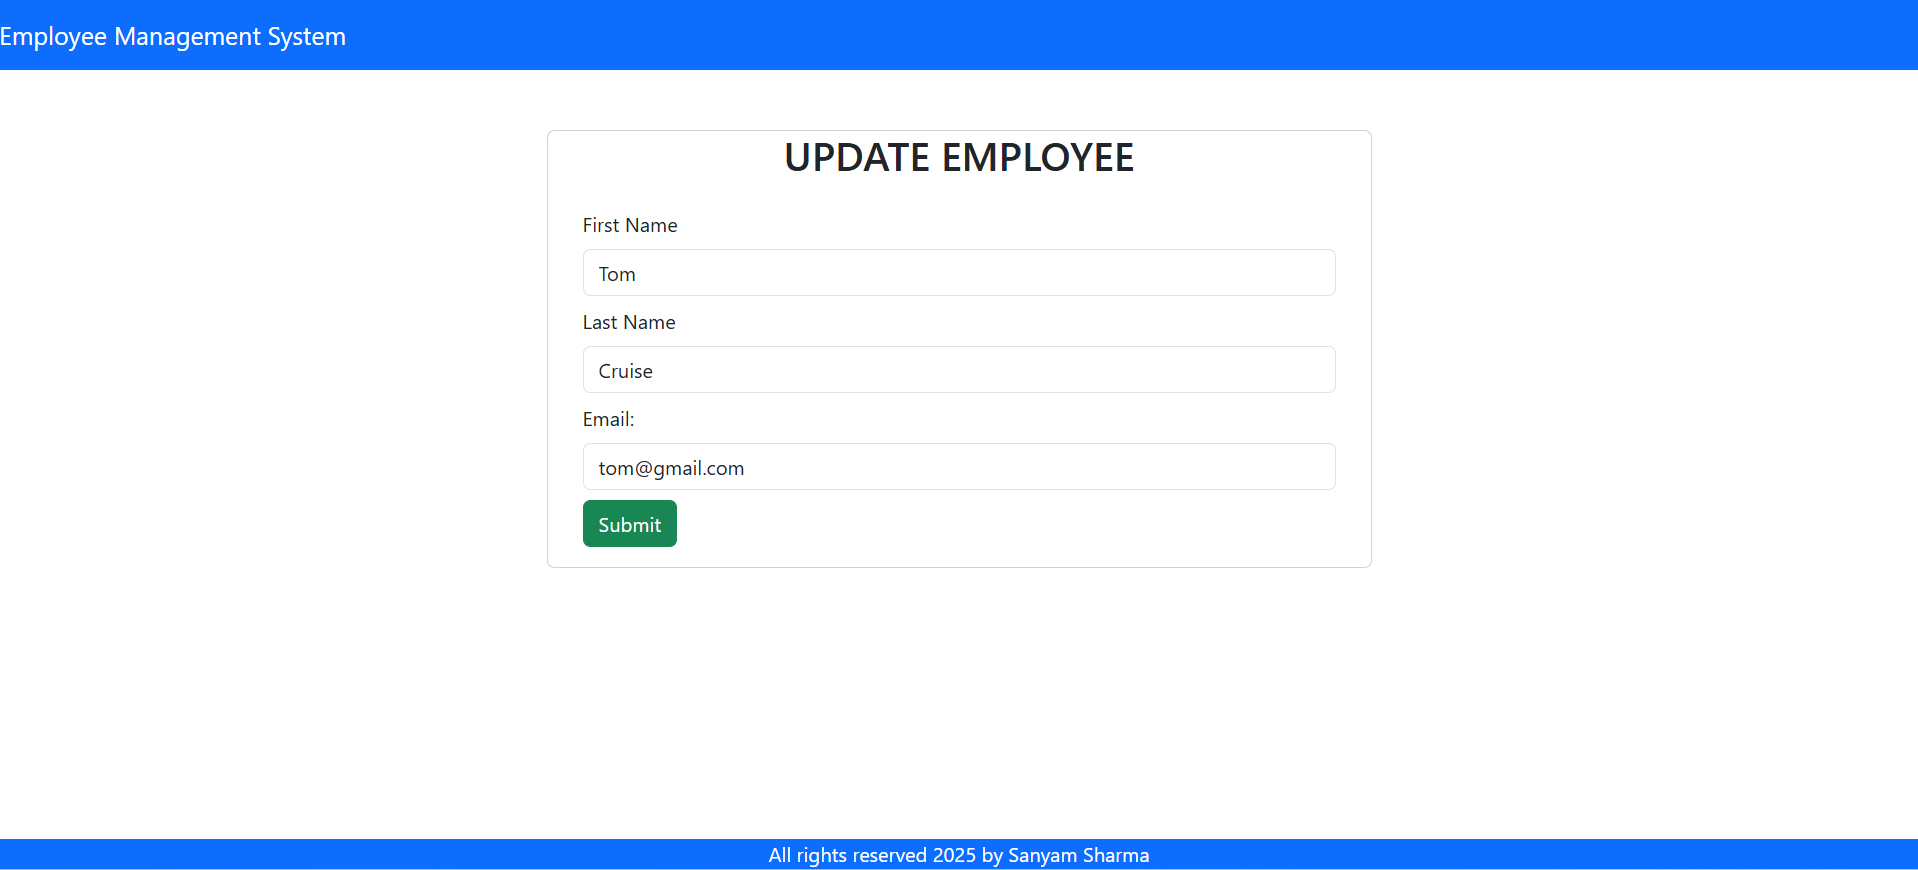 Employee Management System
UPDATE EMPLOYEE
First Name
Tom
Last Name
Cruise
Email:
tom@gmail.com
Submit
All rights reserved 2025 by Sanyam Sharma